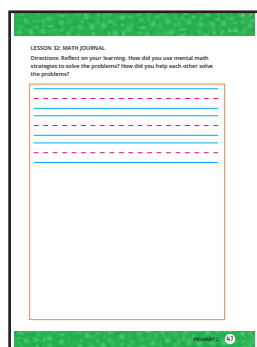 LESSON 32: MATH JOURNAL
Directions: Reflect on your learning. How did you use mental math
strategies to solve the problems? How did you help each other solve
the problems?
PRIMARY 2 47